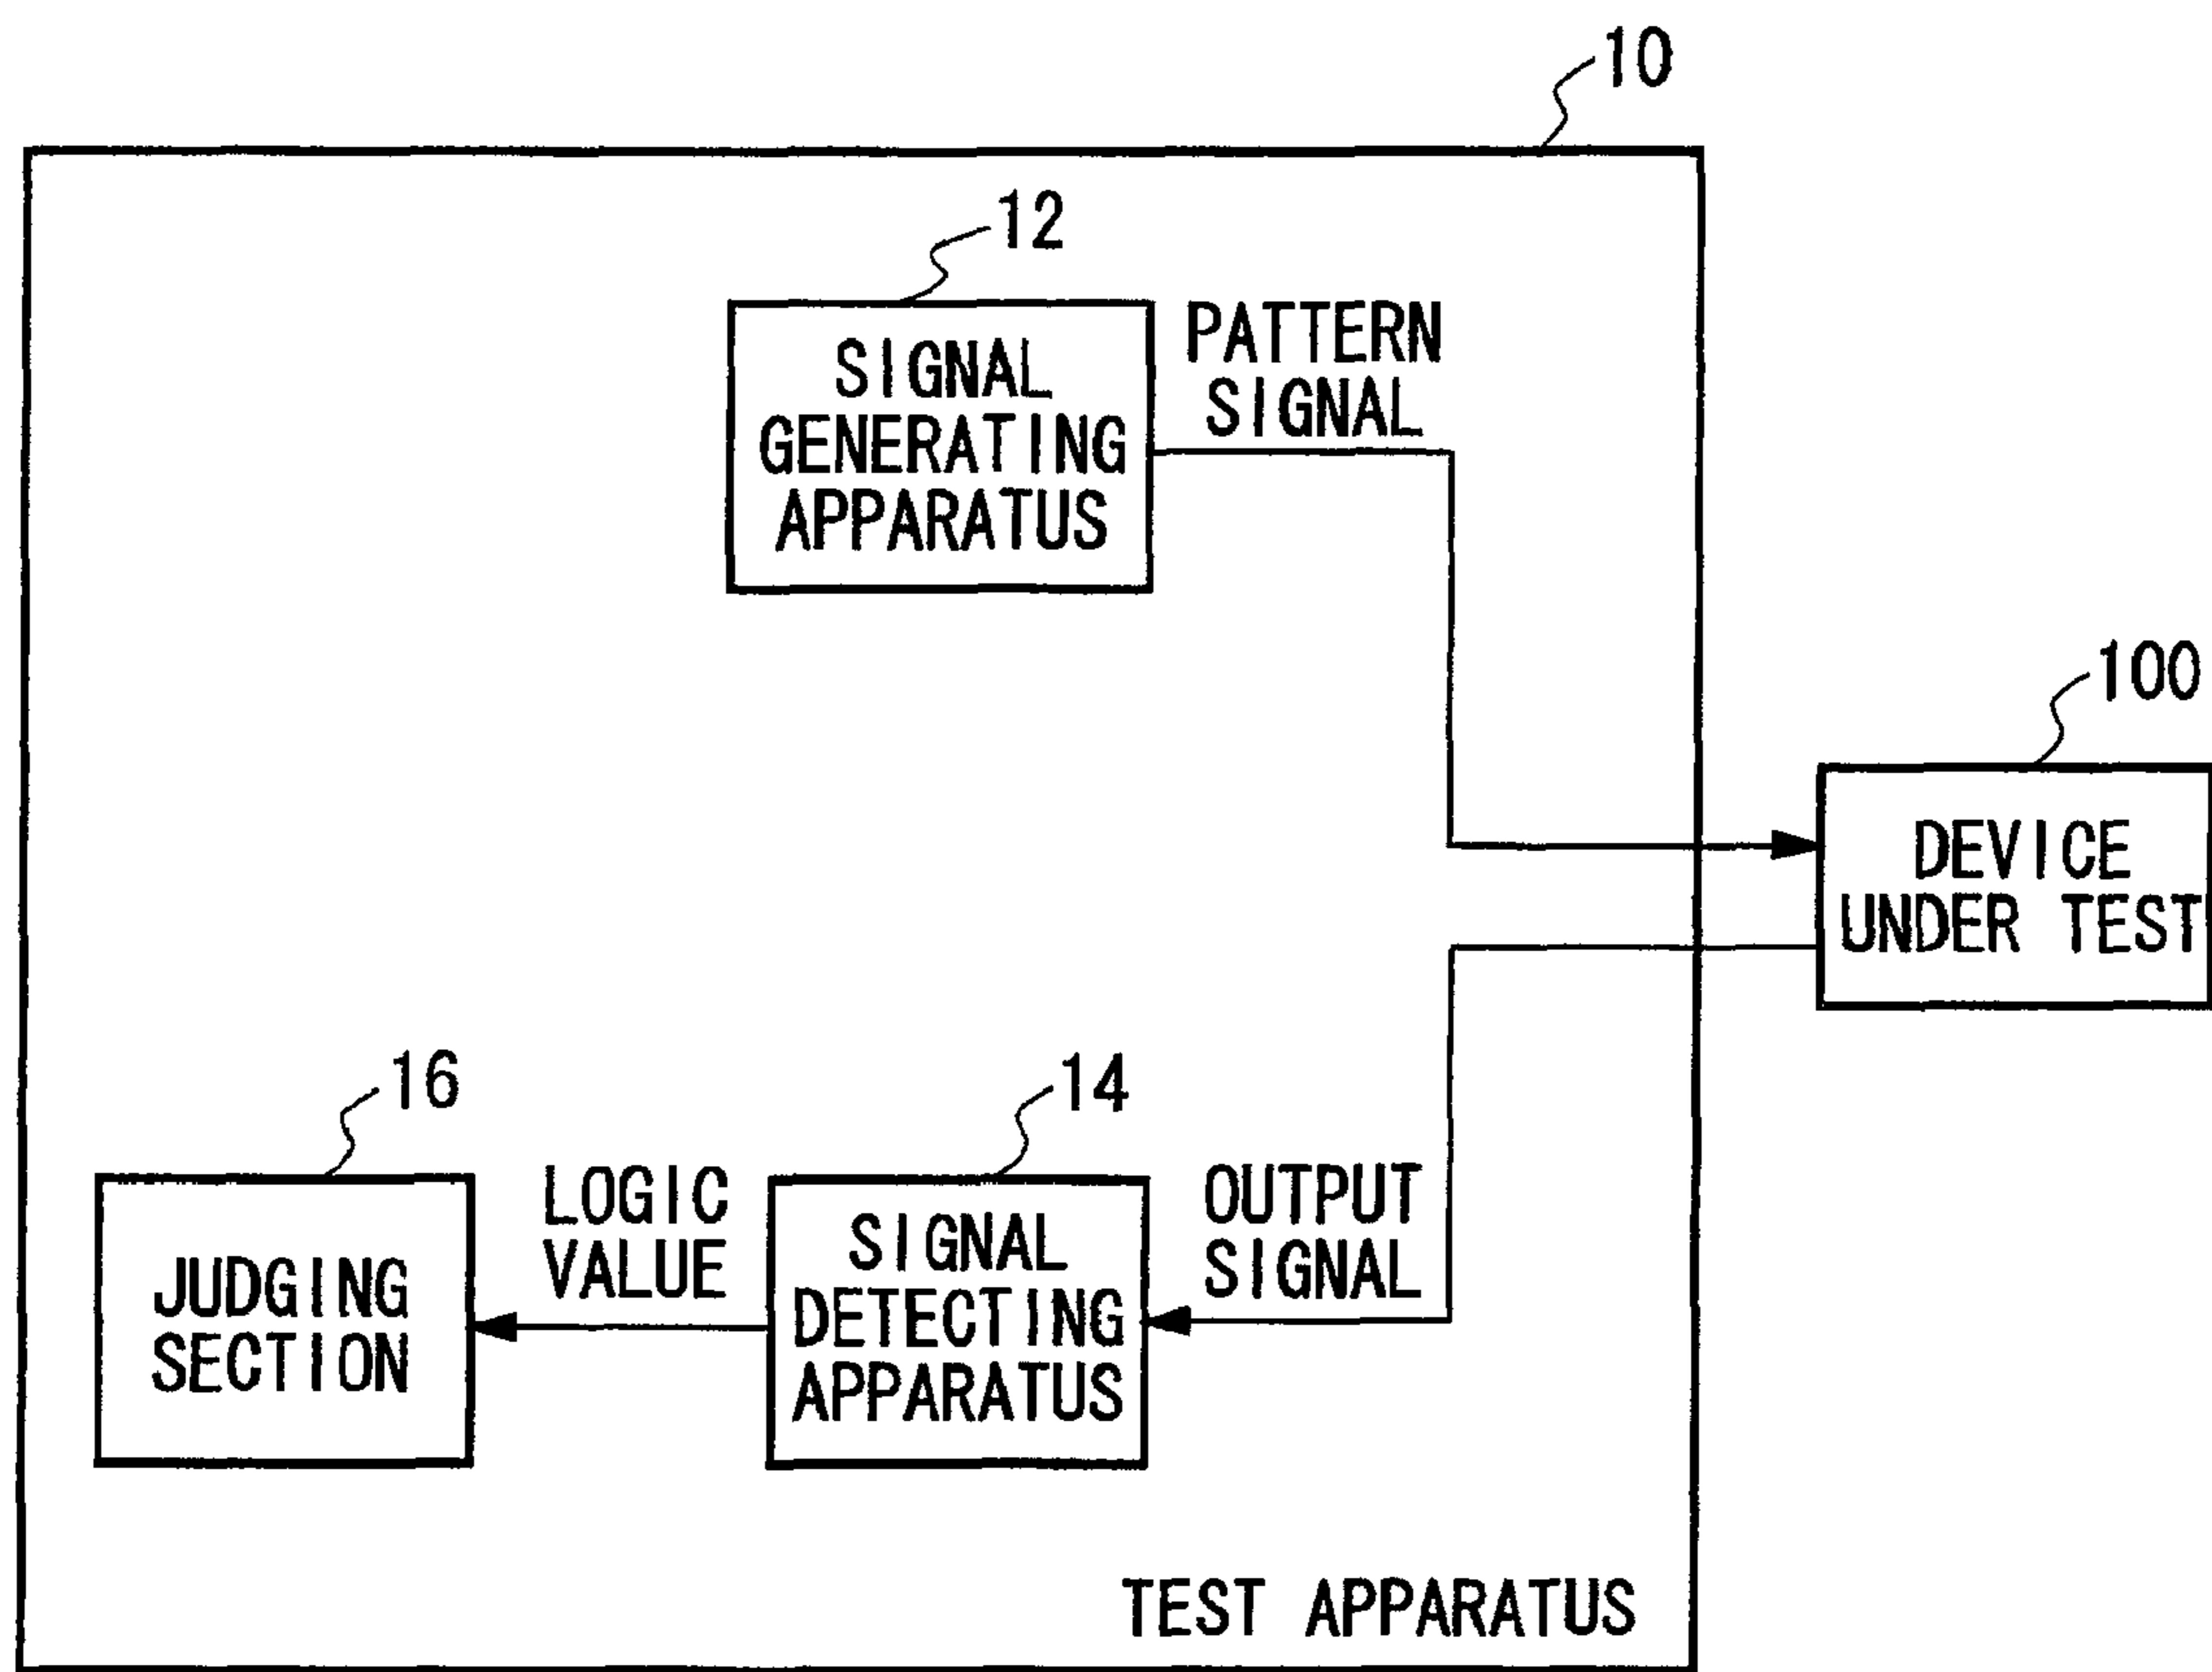 10
12
SIGNAL
GENERATING
APPARATUS
PATTERN
SIGNAL
100
DEVICE
UNDER TEST
16
JUDGING
SECTION
LOGIC
VALUE
14
SIGNAL
DETECTING
APPARATUS
OUTPUT
SIGNAL
TEST APPARATUS